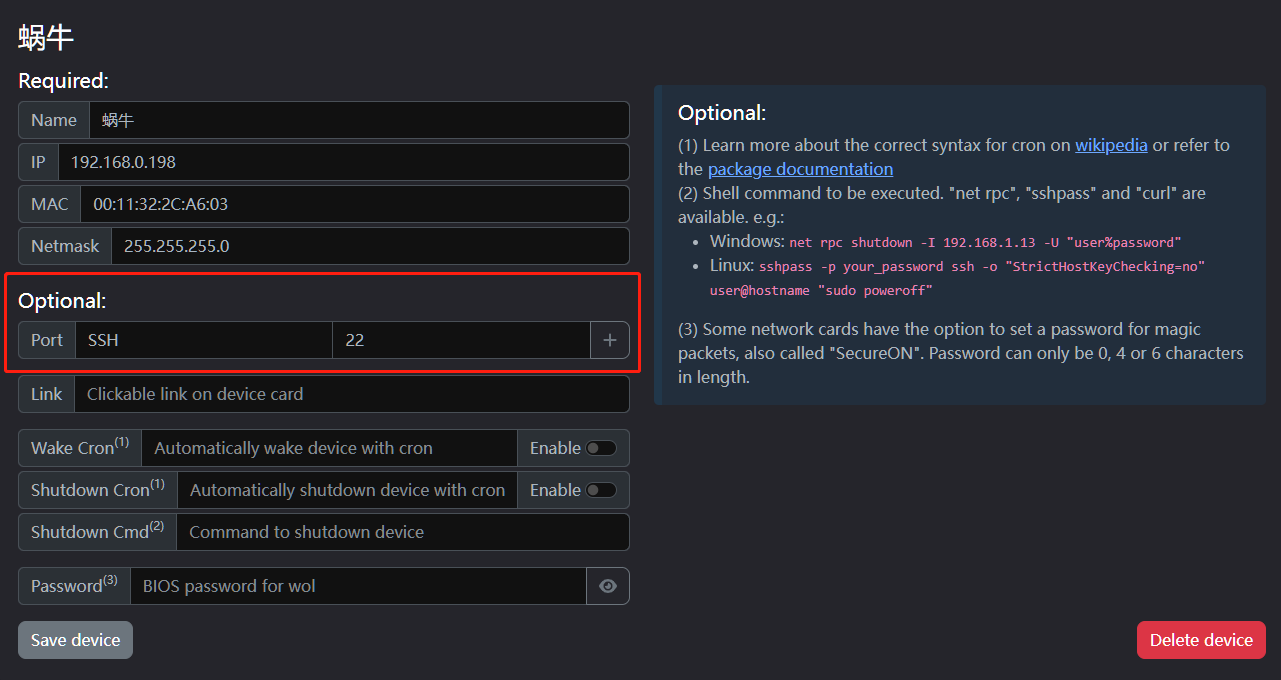 蜗牛
Required:
Name 蜗牛
IP 192.168.0.198
MAC 00:11:32:2C:A6:03
Netmask 255.255.255.0
Optional:
Port SSH 22 +
Link Clickable link on device card
Wake Cron(1) Automatically wake device with cron Enable
Shutdown Cron(1) Automatically shutdown device with cron Enable
Shutdown Cmd(2) Command to shutdown device
Password(3) BIOS password for wol
Save device
Optional:
(1) Learn more about the correct syntax for cron on wikipedia or refer to
the package documentation
(2) Shell command to be executed. "net rpc", "sshpass" and "curl" are
available. e.g.:
• Windows: net rpc shutdown -I 192.168.1.13 -U "user%password"
• Linux: sshpass -p your_password ssh -o "StrictHostKeyChecking=no"
user@hostname "sudo poweroff"
(3) Some network cards have the option to set a password for magic
packets, also called "SecureON". Password can only be 0, 4 or 6 characters
in length.
Delete device